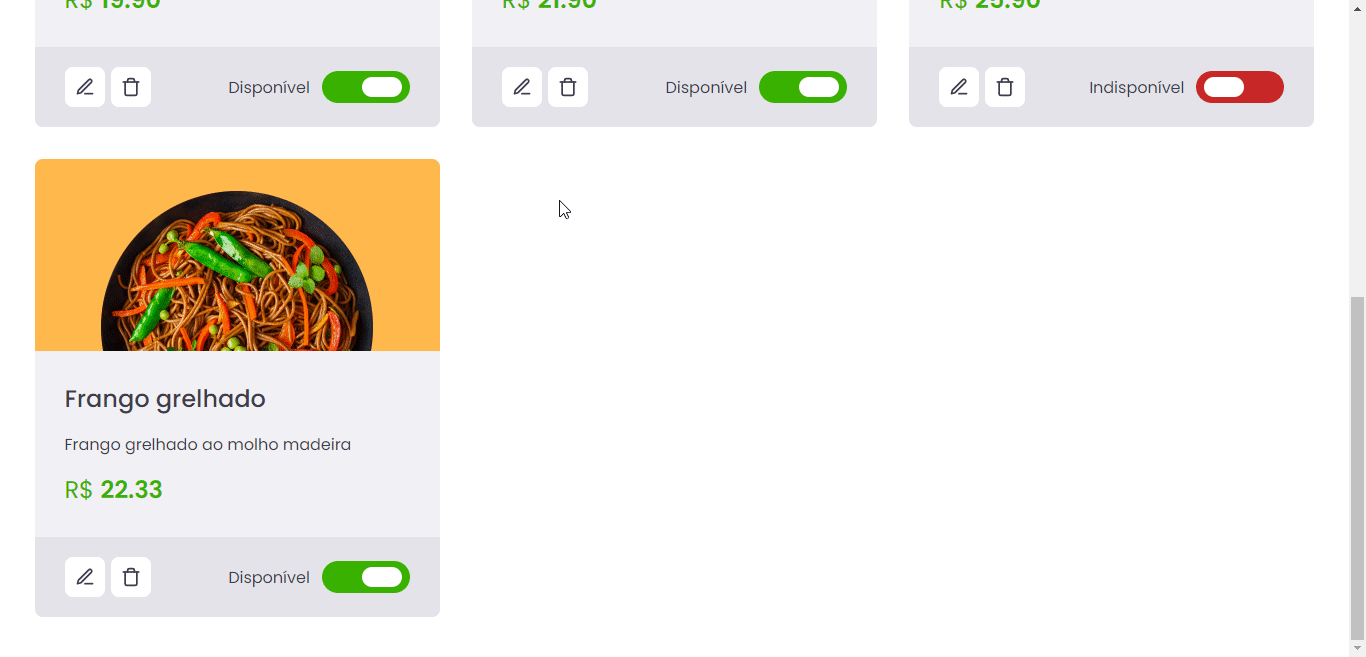 R$ 19.90
R$ 21.90
R$ 25.90
Disponível
Disponível
Indisponível
Frango grelhado
Frango grelhado ao molho madeira
R$ 22.33
Disponível